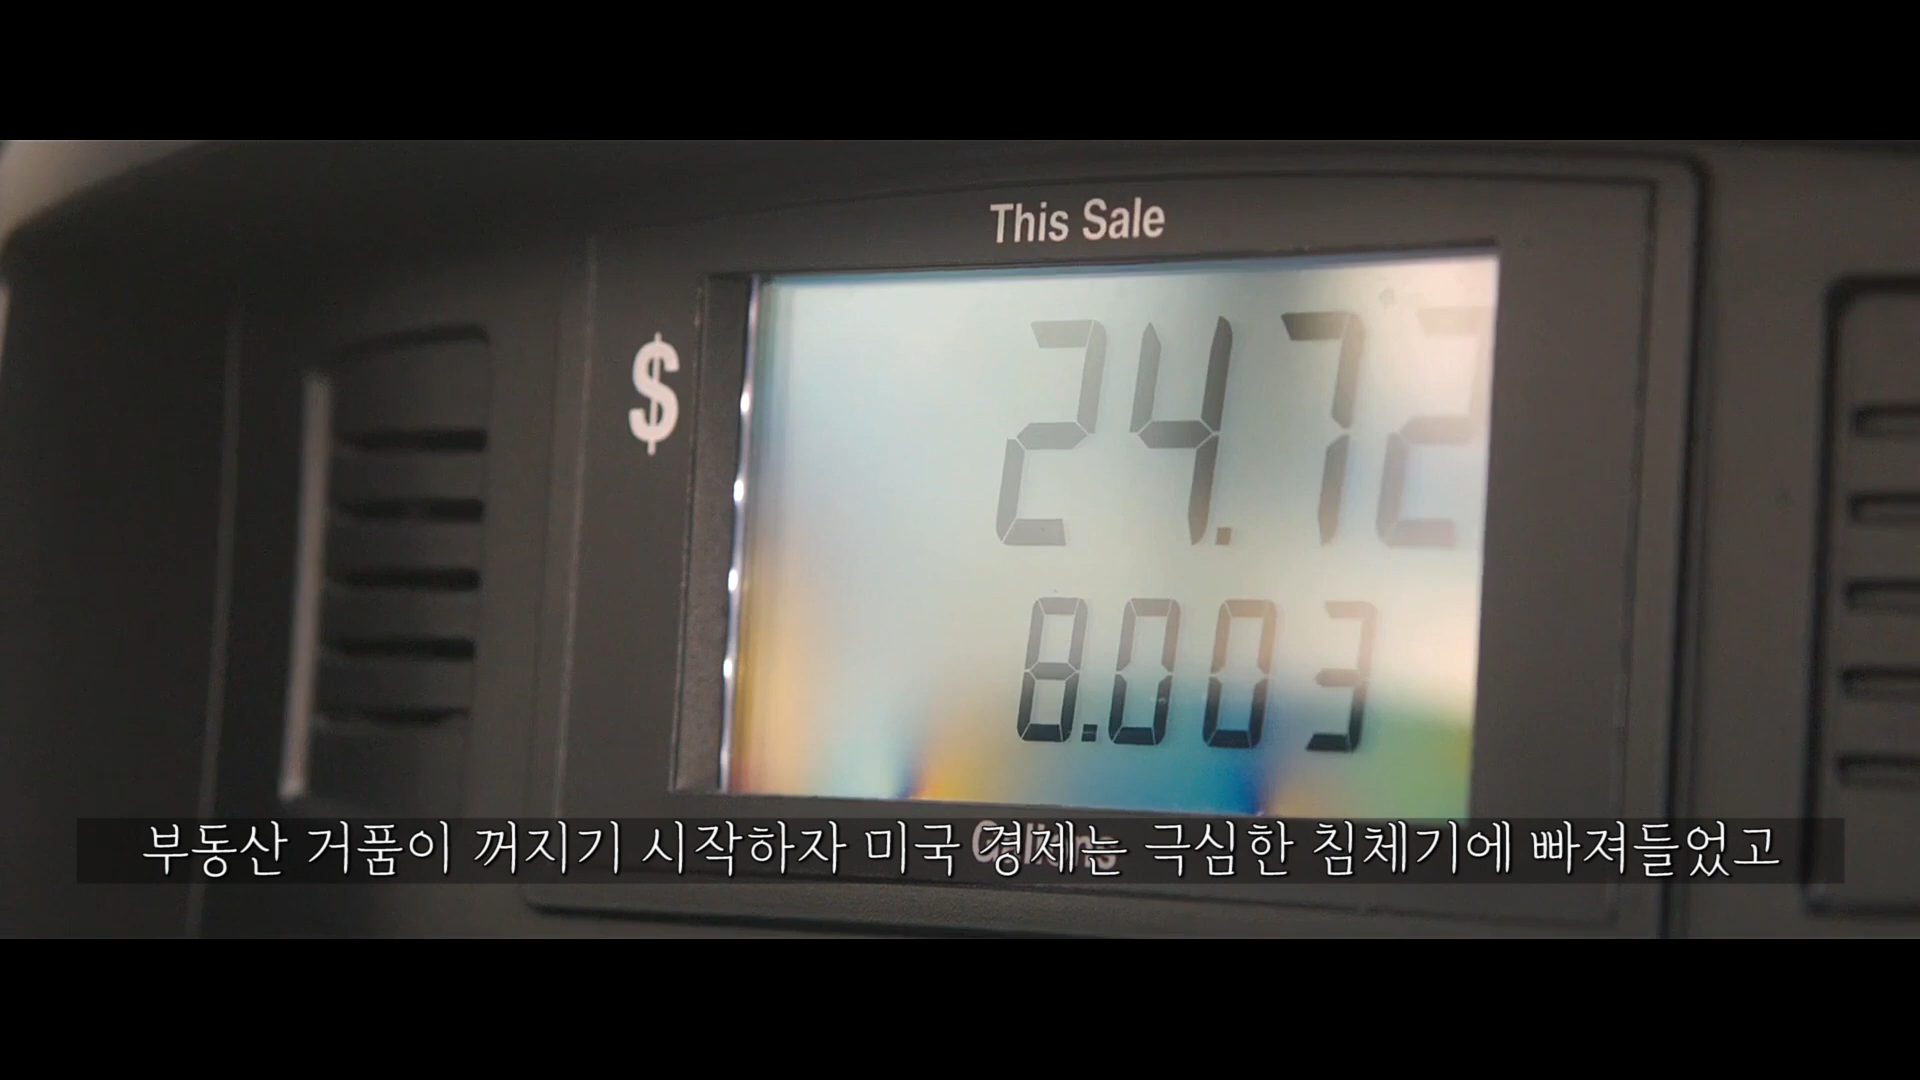 This Sale
$
24.72
8.003
Gallons
부동산 거품이 꺼지기 시작하자 미국 경제는 극심한 침체기에 빠져들었고